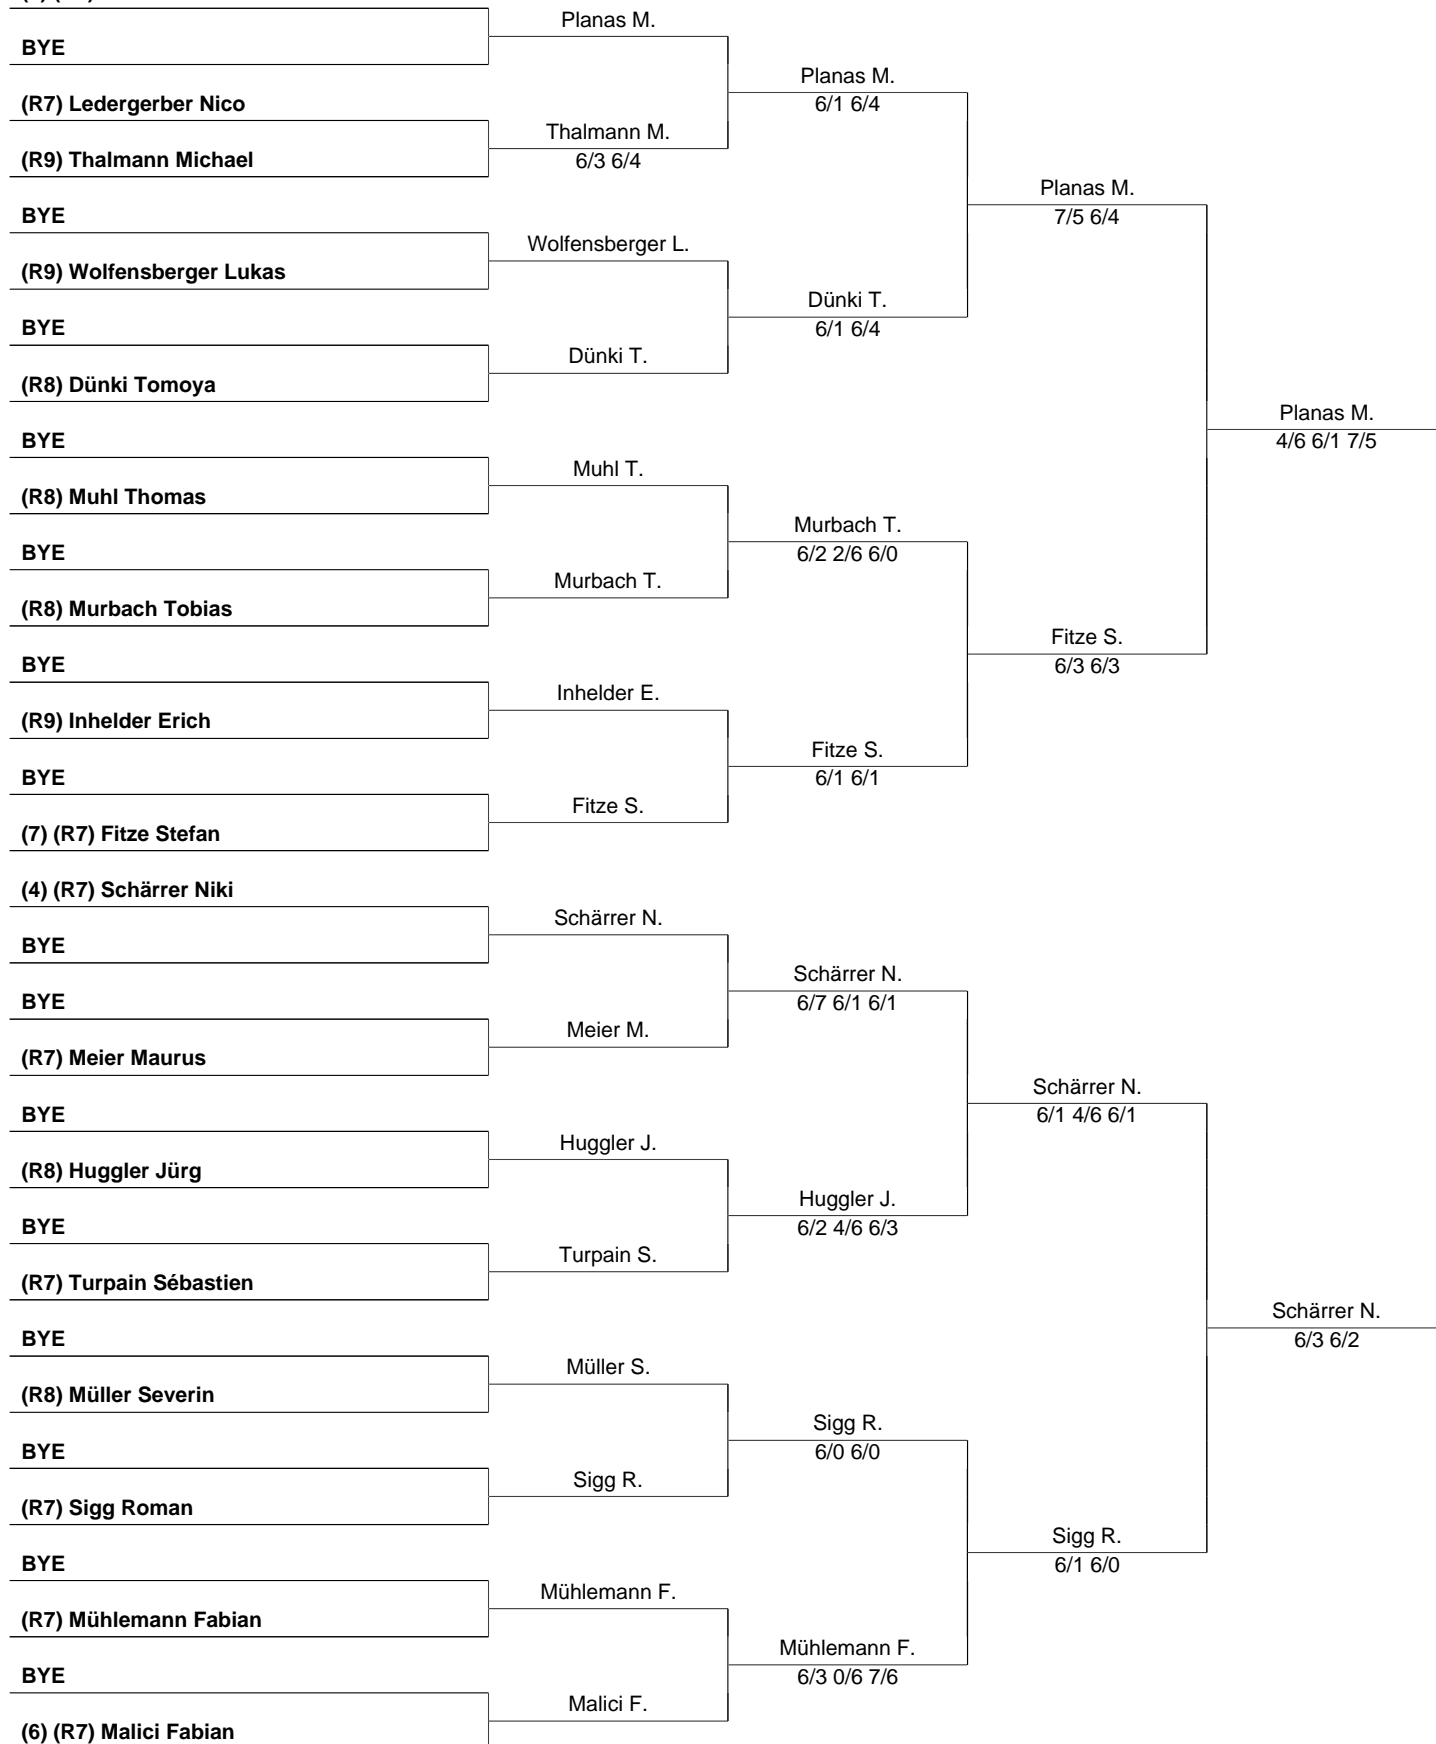 BYE
(R7) Ledergerber Nico
(R9) Thalmann Michael
BYE
(R9) Wolfensberger Lukas
BYE
(R8) Dünki Tomoya
BYE
(R8) Muhl Thomas
BYE
(R8) Murbach Tobias
BYE
(R9) Inhelder Erich
BYE
(7) (R7) Fitze Stefan
(4) (R7) Schärrer Niki
BYE
BYE
(R7) Meier Maurus
BYE
(R8) Huggler Jürg
BYE
(R7) Turpain Sébastien
BYE
(R8) Müller Severin
BYE
(R7) Sigg Roman
BYE
(R7) Mühlemann Fabian
BYE
(6) (R7) Malici Fabian
Planas M.
Thalmann M.
6/3 6/4
Wolfensberger L.
Dünki T.
Muhl T.
Murbach T.
Inhelder E.
Fitze S.
Schärrer N.
Meier M.
Huggler J.
Turpain S.
Müller S.
Sigg R.
Mühlemann F.
Malici F.
Planas M.
6/1 6/4
Dünki T.
6/1 6/4
Murbach T.
6/2 2/6 6/0
Fitze S.
6/1 6/1
Schärrer N.
6/7 6/1 6/1
Huggler J.
6/2 4/6 6/3
Sigg R.
6/0 6/0
Mühlemann F.
6/3 0/6 7/6
Planas M.
7/5 6/4
Fitze S.
6/3 6/3
Schärrer N.
6/1 4/6 6/1
Sigg R.
6/1 6/0
Planas M.
4/6 6/1 7/5
Schärrer N.
6/3 6/2